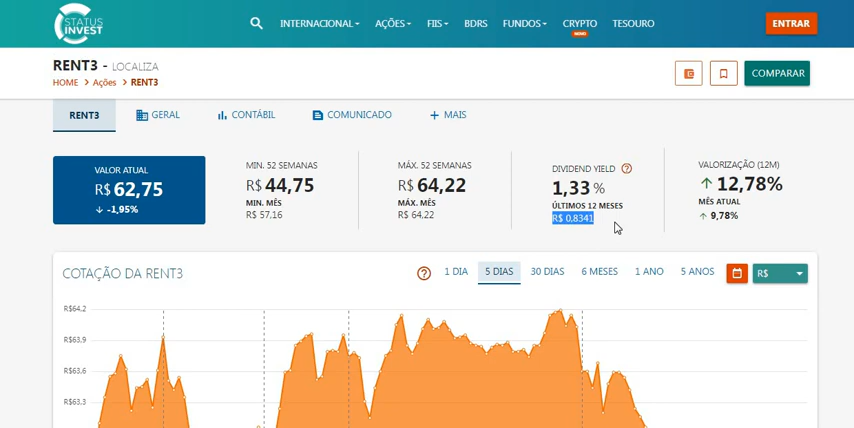 STATUS
INVEST
INTERNACIONAL
AÇÕES
FIIS
BDRS
FUNDOS
CRYPTO
TESOURO
ENTRAR
RENT3 - LOCALIZA
HOME > Ações > RENT3
COMPARAR
RENT3
GERAL
CONTÁBIL
COMUNICADO
+ MAIS
VALOR ATUAL
R$ 62,75
-1,95%
MIN. 52 SEMANAS
R$ 44,75
MIN. MÊS
R$ 57,16
MÁX. 52 SEMANAS
R$ 64,22
MÁX. MÊS
R$ 64,22
DIVIDEND YIELD ?
1,33 %
ÚLTIMOS 12 MESES
R$ 0,8341
VALORIZAÇÃO (12M)
12,78%
MÊS ATUAL
9,78%
COTAÇÃO DA RENT3
?
1 DIA
5 DIAS
30 DIAS
6 MESES
1 ANO
5 ANOS
R$
R$64.2
R$63.9
R$63.6
R$63.3